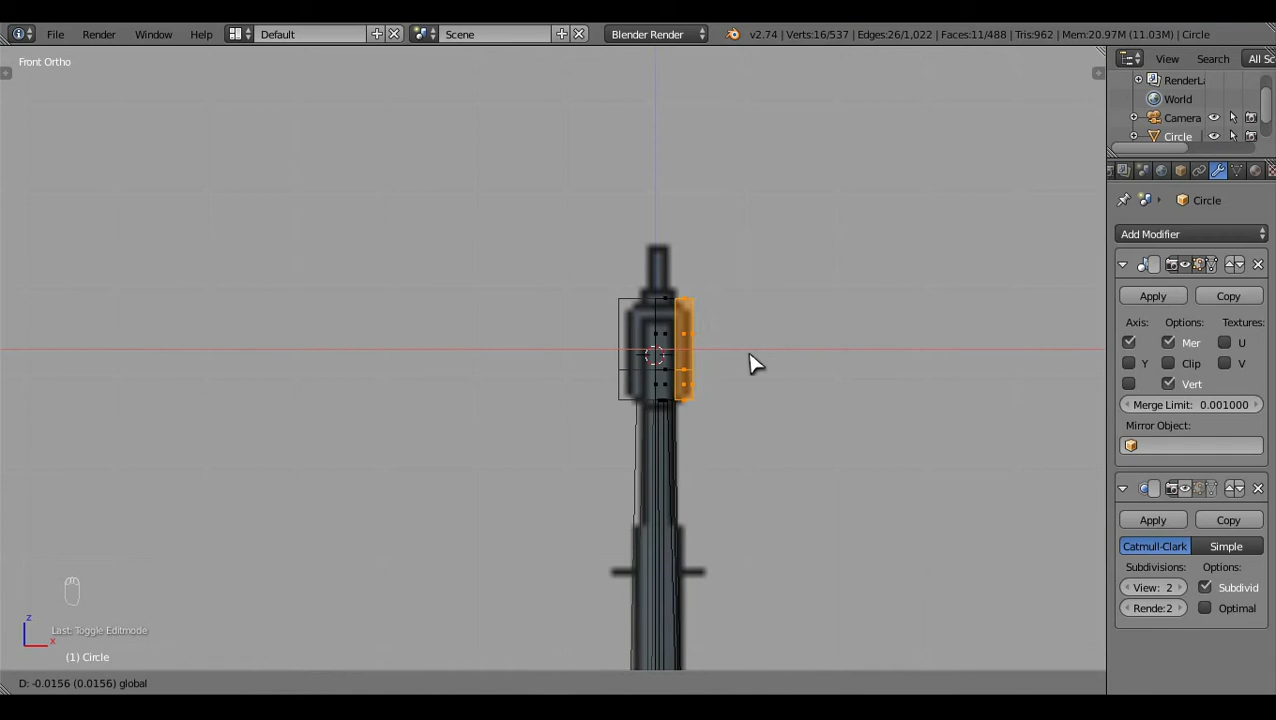 File Render Window Help Default Scene Blender Render v2.74 | Verts:16/537 | Edges:26/1,022 | Faces:11/488 | Tris:962 | Mem:20.97M (11.03M) | Circle
Front Ortho
View Search All Sc
RenderLa
World
Camera
Circle
Circle
Add Modifier
Apply Copy
Axis: Options: Textures:
Mer U
Y Clip V
Vert
Merge Limit: 0.001000
Mirror Object:
Apply Copy
Catmull-Clark Simple
Subdivisions: Options:
View: 2 Subdivid
Rende:2 Optimal
z
x
Last: Toggle Editmode
(1) Circle
D: -0.0156 (0.0156) global